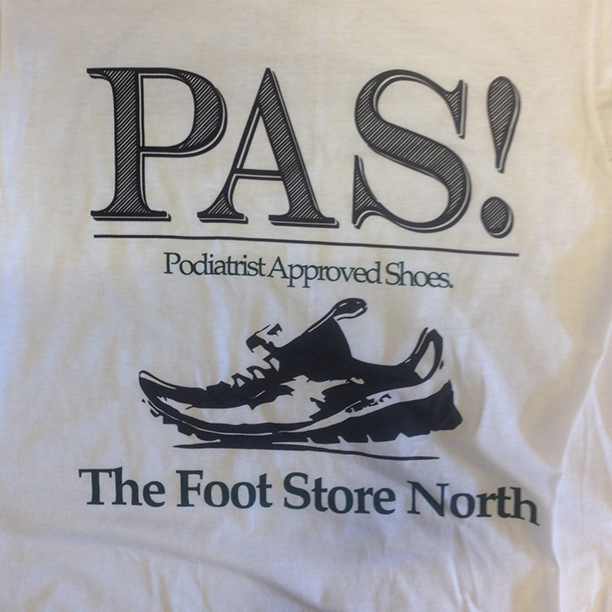 PAS!
Podiatrist Approved Shoes.
The Foot Store North